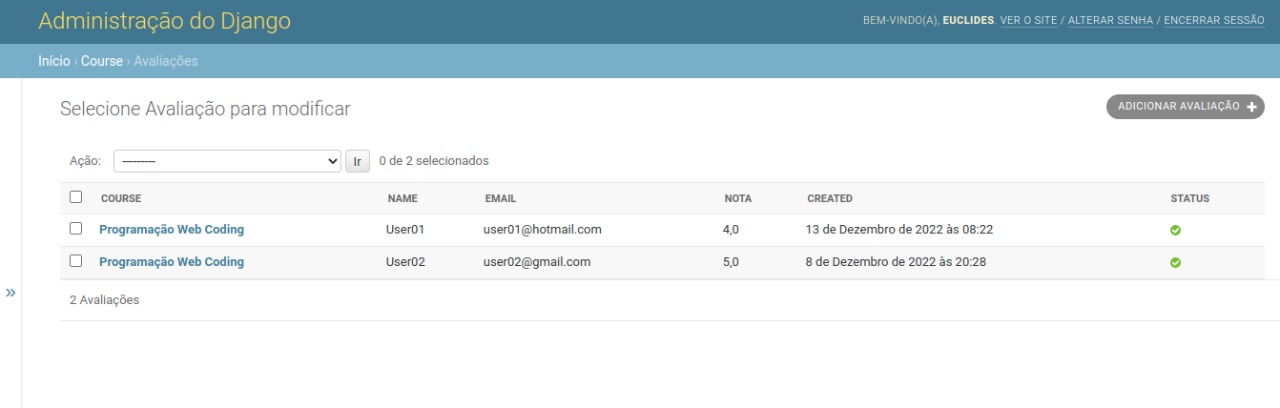 Administração do Django
BEM-VINDO(A), EUCLIDES. VER O SITE / ALTERAR SENHA / ENCERRAR SESSÃO
Início › Course › Avaliações
Selecione Avaliação para modificar
ADICIONAR AVALIAÇÃO +
Ação: --------- Ir 0 de 2 selecionados
COURSE NAME EMAIL NOTA CREATED STATUS
Programação Web Coding User01 user01@hotmail.com 4,0 13 de Dezembro de 2022 às 08:22
Programação Web Coding User02 user02@gmail.com 5,0 8 de Dezembro de 2022 às 20:28
»
2 Avaliações